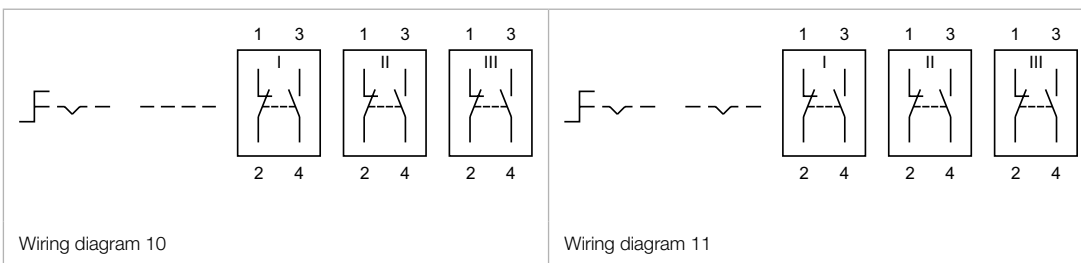 1 3 1 3 1 3
I II III
2 4 2 4 2 4
Wiring diagram 10
1 3 1 3 1 3
I II III
2 4 2 4 2 4
Wiring diagram 11